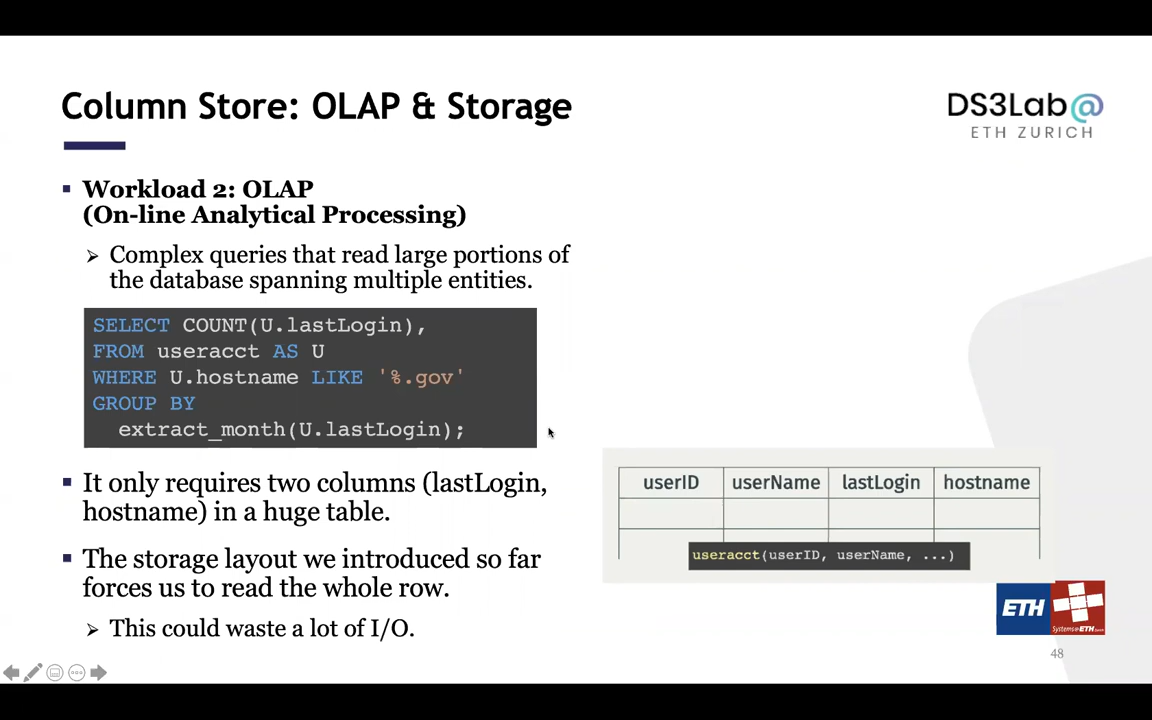 Column Store: OLAP & Storage
DS3Lab@
ETH ZURICH
Workload 2: OLAP
(On-line Analytical Processing)
Complex queries that read large portions of
the database spanning multiple entities.
SELECT COUNT(U.lastLogin),
FROM useracct AS U
WHERE U.hostname LIKE '%.gov'
GROUP BY
extract_month(U.lastLogin);
It only requires two columns (lastLogin,
hostname) in a huge table.
The storage layout we introduced so far
forces us to read the whole row.
This could waste a lot of I/O.
userID userName lastLogin hostname
useracct(userID, userName, ...)
ETH
Systems@ETH
48